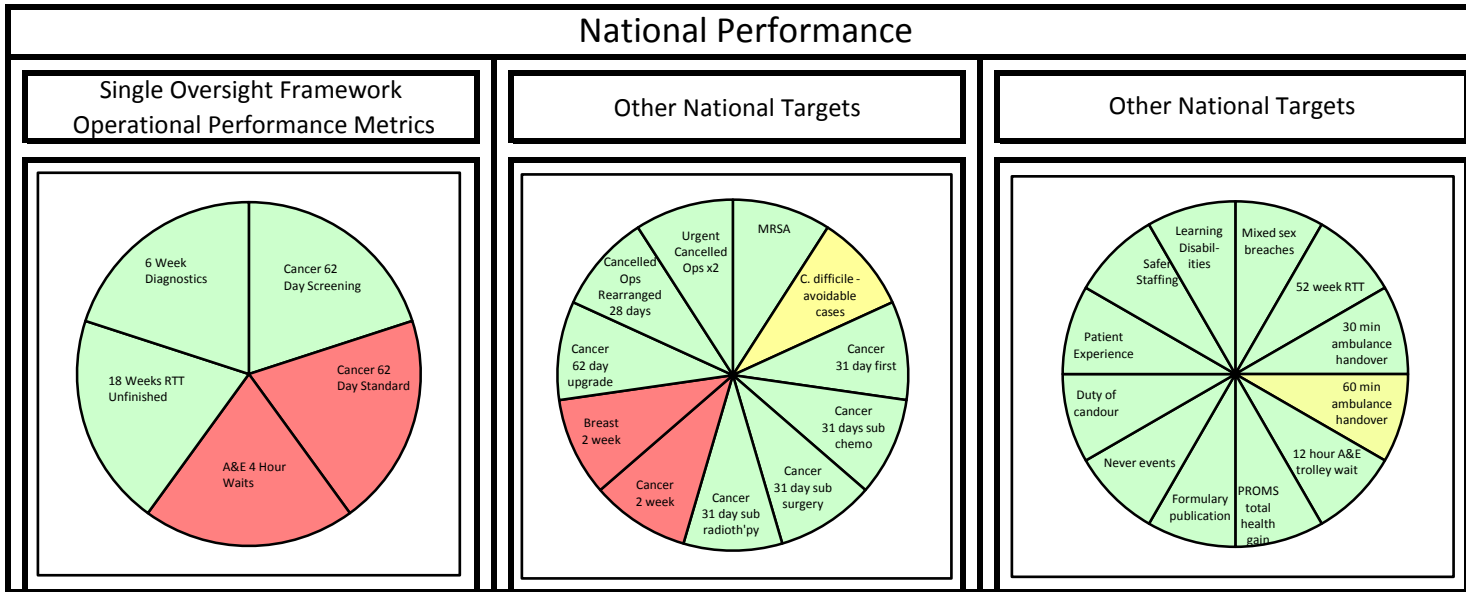 National Performance
Single Oversight Framework
Operational Performance Metrics
Other National Targets
Other National Targets
6 Week
Diagnostics
Cancer 62
Day Screening
Cancer 62
Day Standard
A&E 4 Hour
Waits
18 Weeks RTT
Unfinished
MRSA
C. difficile -
avoidable
cases
Cancer
31 day first
Cancer
31 days sub
chemo
Cancer
31 day sub
surgery
Cancer
31 day sub
radioth'py
Cancer
2 week
Breast
2 week
Cancer
62 day
upgrade
Cancelled
Ops
Rearranged
28 days
Urgent
Cancelled
Ops x2
Mixed sex
breaches
52 week RTT
30 min
ambulance
handover
60 min
ambulance
handover
12 hour A&E
trolley wait
PROMS
total
health
gain
Formulary
publication
Never events
Duty of
candour
Patient
Experience
Safer
Staffing
Learning
Disabil-
ities